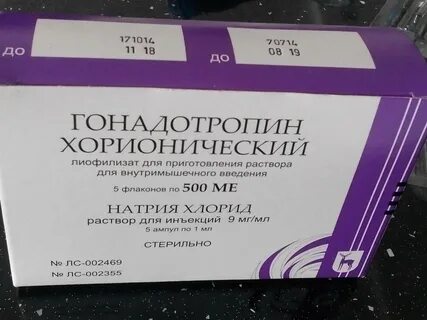 171014
до 11 18
70714
до 08 19
ГОНАДОТРОПИН
ХОРИОНИЧЕСКИЙ
лиофилизат для приготовления раствора
для внутримышечного введения
5 флаконов по 500 МЕ
НАТРИЯ ХЛОРИД
раствор для инъекций 9 мг/мл
5 ампул по 1 мл
СТЕРИЛЬНО
№ ЛС-002469
№ ЛС-002355